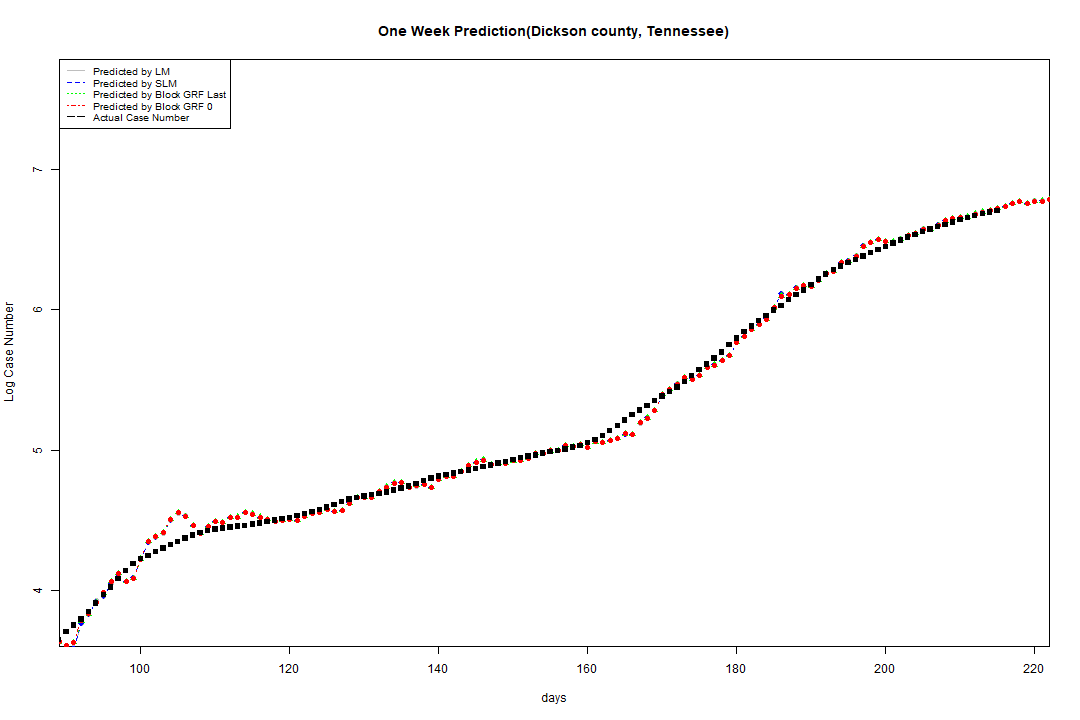 One Week Prediction(Dickson county, Tennessee)
Predicted by LM
Predicted by SLM
Predicted by Block GRF Last
Predicted by Block GRF 0
Actual Case Number
7
6
5
4
Log Case Number
100 120 140 160 180 200 220
days